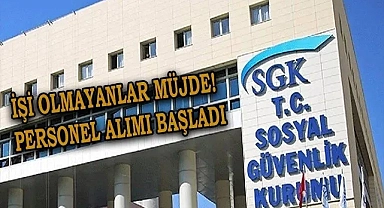 İŞİ OLMAYANLAR MÜJDE!
PERSONEL ALIMI BAŞLADI
SGK
T.C.
SOSYAL
GÜVENLİK
KURUMU